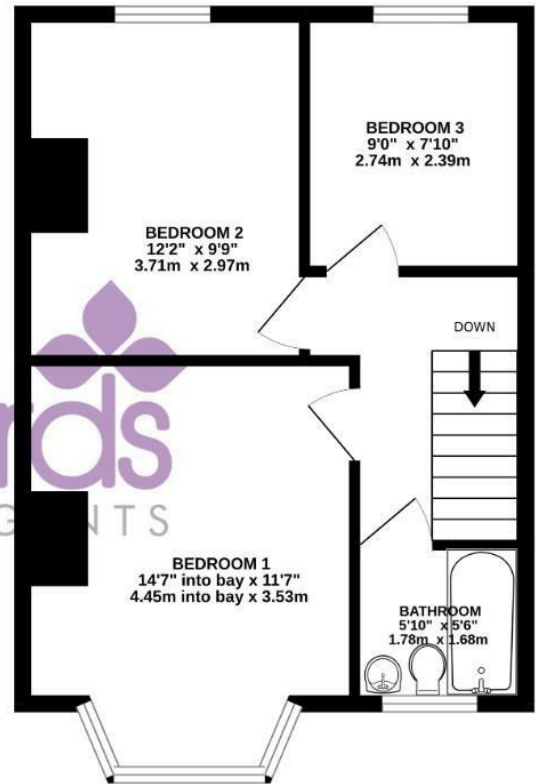 BEDROOM 3
9'0" x 7'10"
2.74m x 2.39m
BEDROOM 2
12'2" x 9'9"
3.71m x 2.97m
DOWN
BEDROOM 1
14'7" into bay x 11'7"
4.45m into bay x 3.53m
BATHROOM
5'10" x 5'6"
1.78m x 1.68m